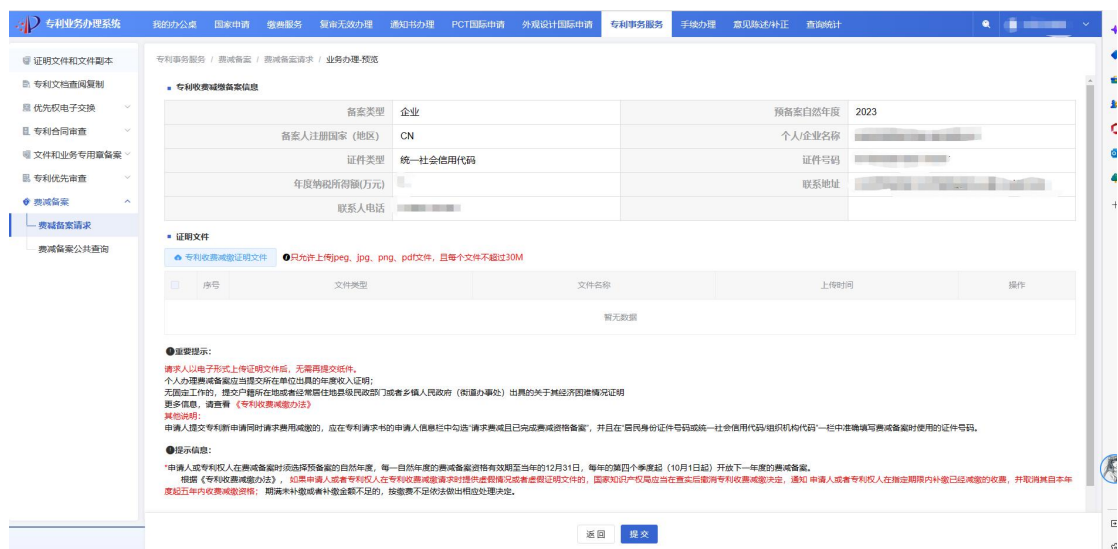 专利业务办理系统
我的办公桌 国家申请 缴费服务 复审无效办理 通知书办理 PCT国际申请 外观设计国际申请 专利事务服务 手续办理 意见陈述/补正 查询统计
证明文件和文件副本
专利文档查阅复制
优先权电子交换
专利合同审查
文件和业务专用章备案
专利优先审查
费减备案
费减备案请求
费减备案公共查询
专利事务服务 / 费减备案 / 费减备案请求 / 业务办理-预览
专利收费减缴备案信息
备案类型 企业 预备案自然年度 2023
备案人注册国家（地区） CN 个人/企业名称
证件类型 统一社会信用代码 证件号码
年度纳税所得额(万元) 联系地址
联系人电话
证明文件
专利收费减缴证明文件 只允许上传jpeg、jpg、png、pdf文件，且每个文件不超过30M
序号 文件类型 文件名称 上传时间 操作
暂无数据
重要提示：
请求人以电子形式上传证明文件后，无需再提交纸件。
个人办理费减备案应当提交所在单位出具的年度收入证明；
无固定工作的，提交户籍所在地或者经常居住地县级民政部门或者乡镇人民政府（街道办事处）出具的关于其经济困难情况证明
更多信息，请查看《专利收费减缴办法》
其他说明：
申请人提交专利新申请同时请求费用减缴的，应在专利请求书的申请人信息栏中勾选“请求费减且已完成费减资格备案”，并且在“居民身份证件号码或统一社会信用代码/组织机构代码”一栏中准确填写费减备案时使用的证件号码。
提示信息：
*申请人或专利权人在费减备案时须选择预备案的自然年度，每一自然年度的费减备案资格有效期至当年的12月31日，每年的第四个季度起（10月1日起）开放下一年度的费减备案。
根据《专利收费减缴办法》，如果申请人或者专利权人在专利收费减缴请求时提供虚假情况或者虚假证明文件的，国家知识产权局应当在查实后撤消专利收费减缴决定，通知 申请人或者专利权人在指定期限内补缴已经减缴的收费，并取消其自本年
度起五年内收费减缴资格；期满未补缴或者补缴金额不足的，按缴费不足依法做出相应处理决定。
返回 提交